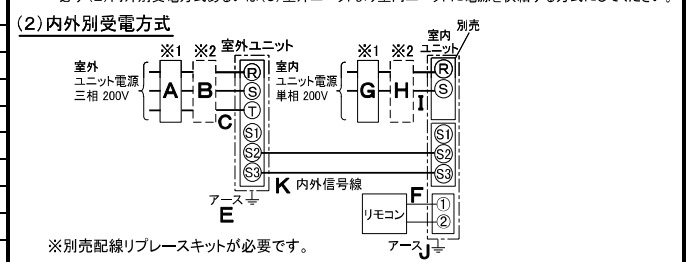 (2)内外別受電方式
別売
※1 ※2 室外ユニット
※1 ※2 室内ユニット
室外
ユニット電源
三相 200V
A B C
R
S
T
S1
S2
S3
室内
ユニット電源
単相 200V
G H I
R
S
S1
S2
S3
K 内外信号線
アース
E
F
リモコン
①
②
アース J
※別売配線リプレースキットが必要です。